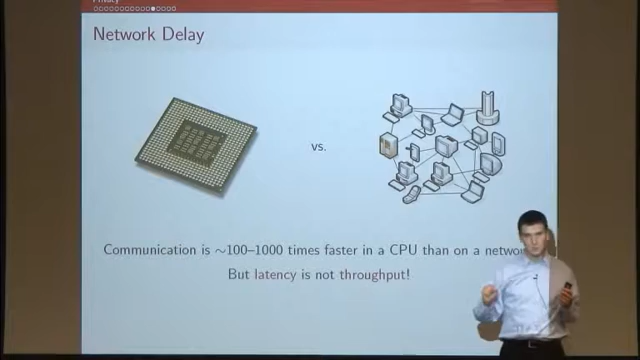 Privacy
Network Delay
vs.
Communication is ∼100–1000 times faster in a CPU than on a networ
But latency is not throughput!